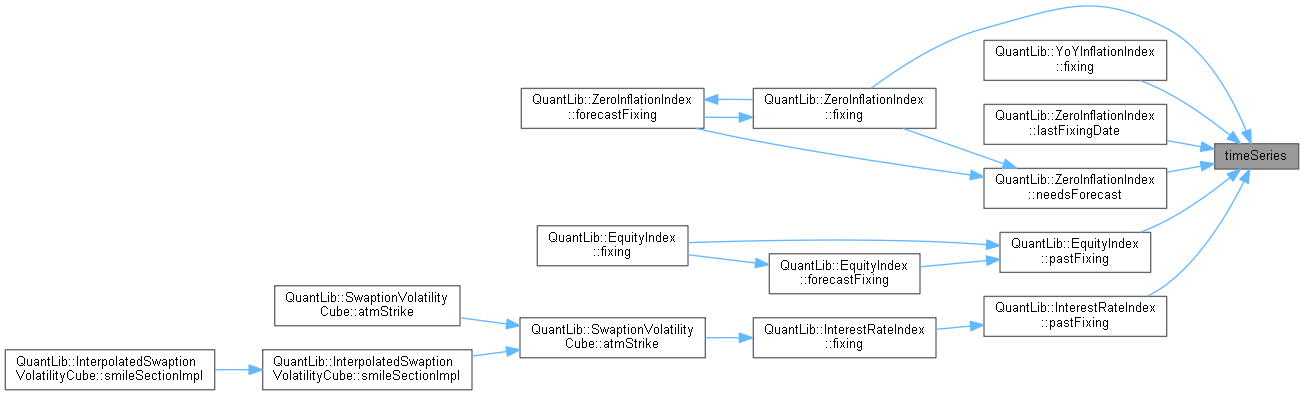 QuantLib::YoYInflationIndex
::fixing
QuantLib::ZeroInflationIndex
::forecastFixing
QuantLib::ZeroInflationIndex
::fixing
QuantLib::ZeroInflationIndex
::lastFixingDate
timeSeries
QuantLib::ZeroInflationIndex
::needsForecast
QuantLib::EquityIndex
::fixing
QuantLib::EquityIndex
::pastFixing
QuantLib::EquityIndex
::forecastFixing
QuantLib::SwaptionVolatility
Cube::atmStrike
QuantLib::InterestRateIndex
::pastFixing
QuantLib::SwaptionVolatility
Cube::atmStrike
QuantLib::InterestRateIndex
::fixing
QuantLib::InterpolatedSwaption
VolatilityCube::smileSectionImpl
QuantLib::InterpolatedSwaption
VolatilityCube::smileSectionImpl